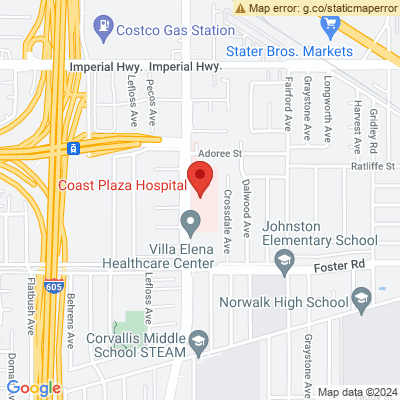 Map error: g.co/staticmaperror
Costco Gas Station
Stater Bros. Markets
Imperial Hwy.
Imperial Hwy.
Lefloss Ave
Pecos Ave
Fairford Ave
Graystone Ave
Longworth Ave
Harvest Ave
Gridley Rd
Adoree St
Ratliffe St
Coast Plaza Hospital
Crossdale Ave
Dalwood Ave
Johnston
Elementary School
Villa Elena
Healthcare Center
Foster Rd
605
Flatbush Ave
Behrens Ave
Lefloss Ave
Norwalk High School
Corvallis Middle
School STEAM
Graystone Ave
Google
Map data ©2024